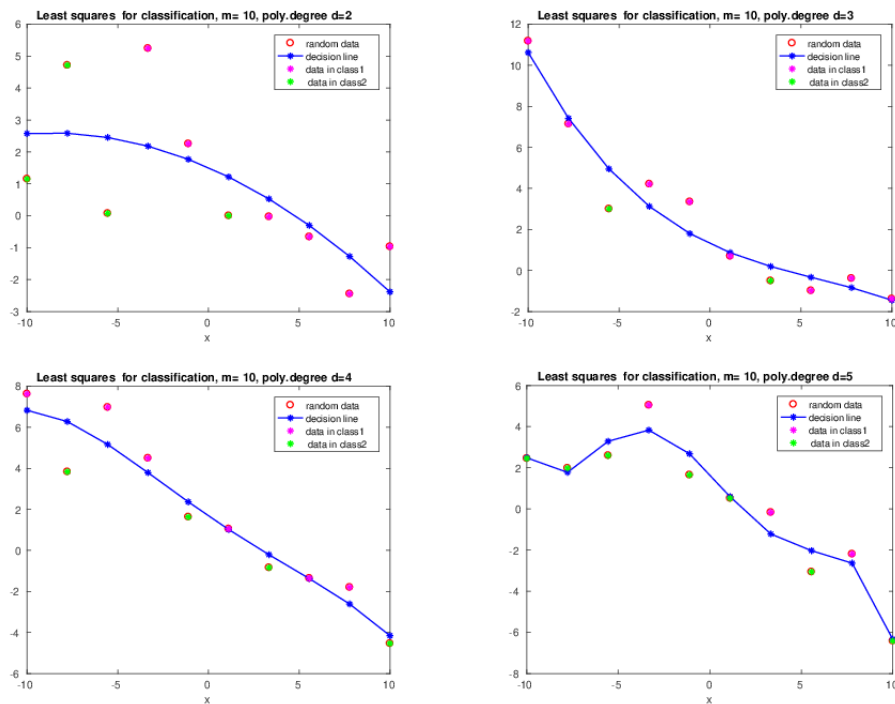 Least squares for classification, m= 10, poly.degree d=2
6
5
4
3
2
1
0
-1
-2
-3
-10
-5
0
5
10
x
random data
decision line
data in class1
data in class2
Least squares for classification, m= 10, poly.degree d=3
12
10
8
6
4
2
0
-2
-10
-5
0
5
10
x
random data
decision line
data in class1
data in class2
Least squares for classification, m= 10, poly.degree d=4
8
6
4
2
0
-2
-4
-6
-10
-5
0
5
10
x
random data
decision line
data in class1
data in class2
Least squares for classification, m= 10, poly.degree d=5
6
4
2
0
-2
-4
-6
-8
-10
-5
0
5
10
x
random data
decision line
data in class1
data in class2